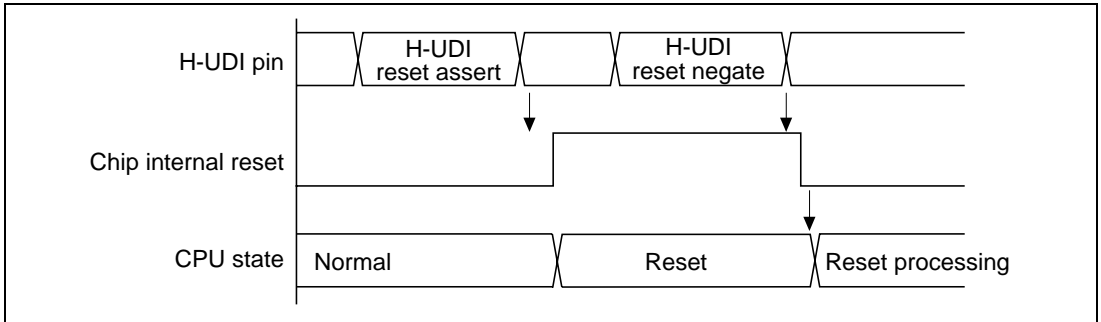 H-UDI pin
H-UDI
reset assert
H-UDI
reset negate
Chip internal reset
CPU state
Normal
Reset
Reset processing